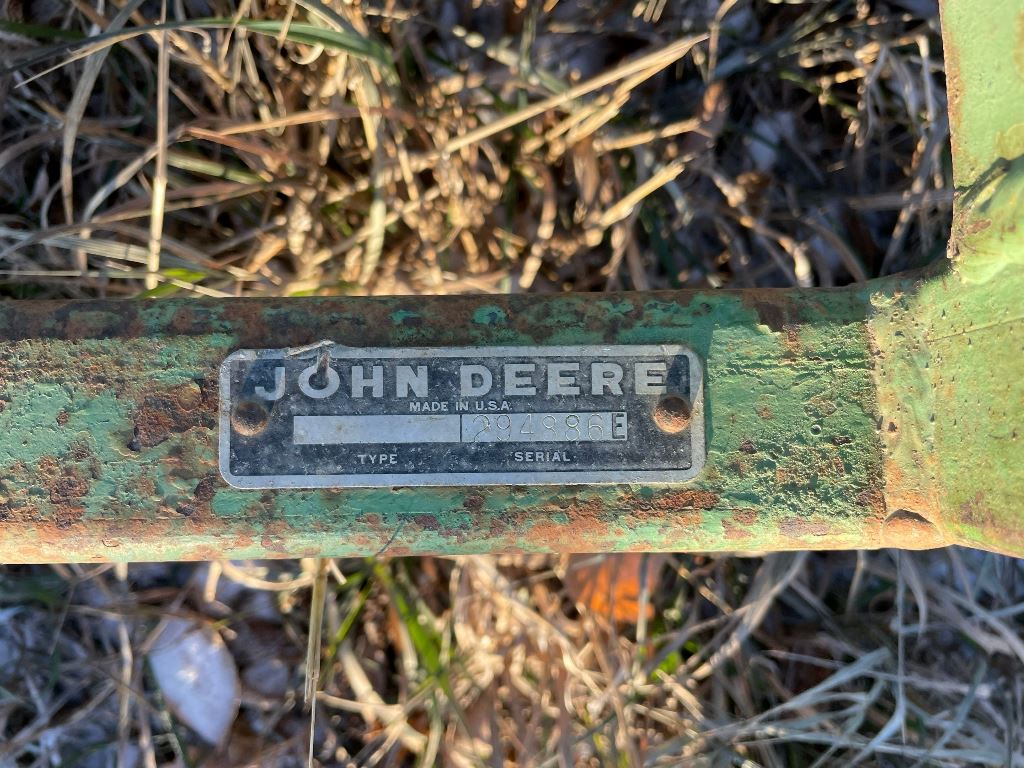 JOHN DEERE
MADE IN U.S.A.
294886E
TYPE SERIAL